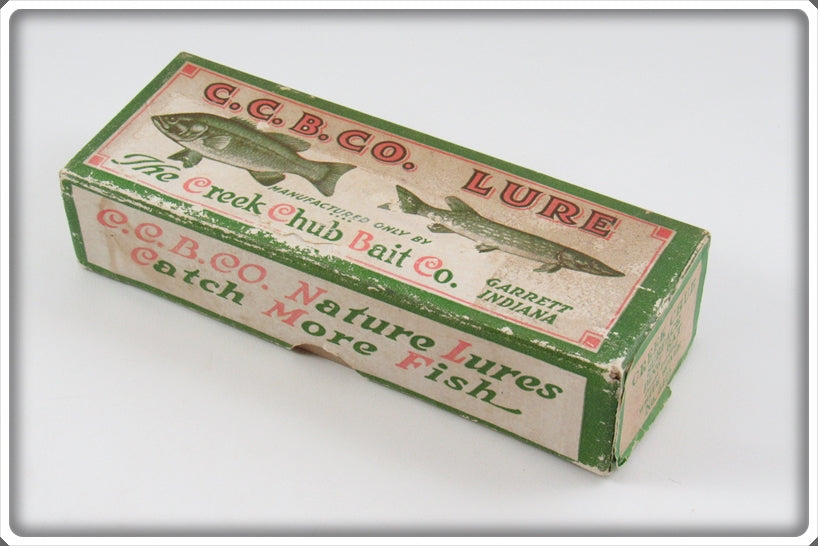 C.C.B.CO. LURE
MANUFACTURED ONLY BY
The Creek Chub Bait Co.
GARRETT
INDIANA
C.C.B.CO. Nature Lures
Catch More Fish